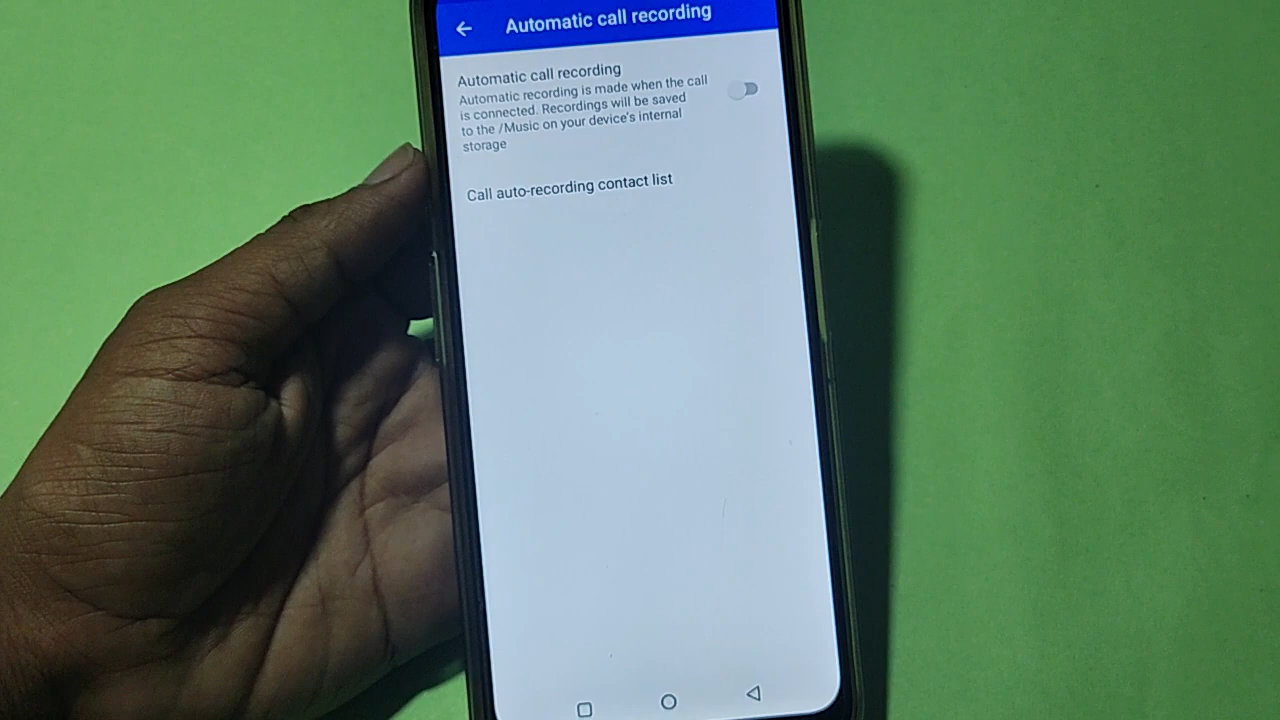 Automatic call recording
Automatic call recording
Automatic recording is made when the call
is connected. Recordings will be saved
to the /Music on your device's internal
storage
Call auto-recording contact list